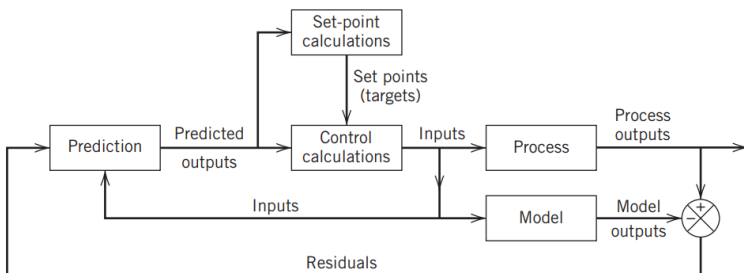 Set-point
calculations
Set points
(targets)
Prediction
Predicted
outputs
Control
calculations
Inputs
Process
Process
outputs
Inputs
Model
Model
outputs
+
−
Residuals